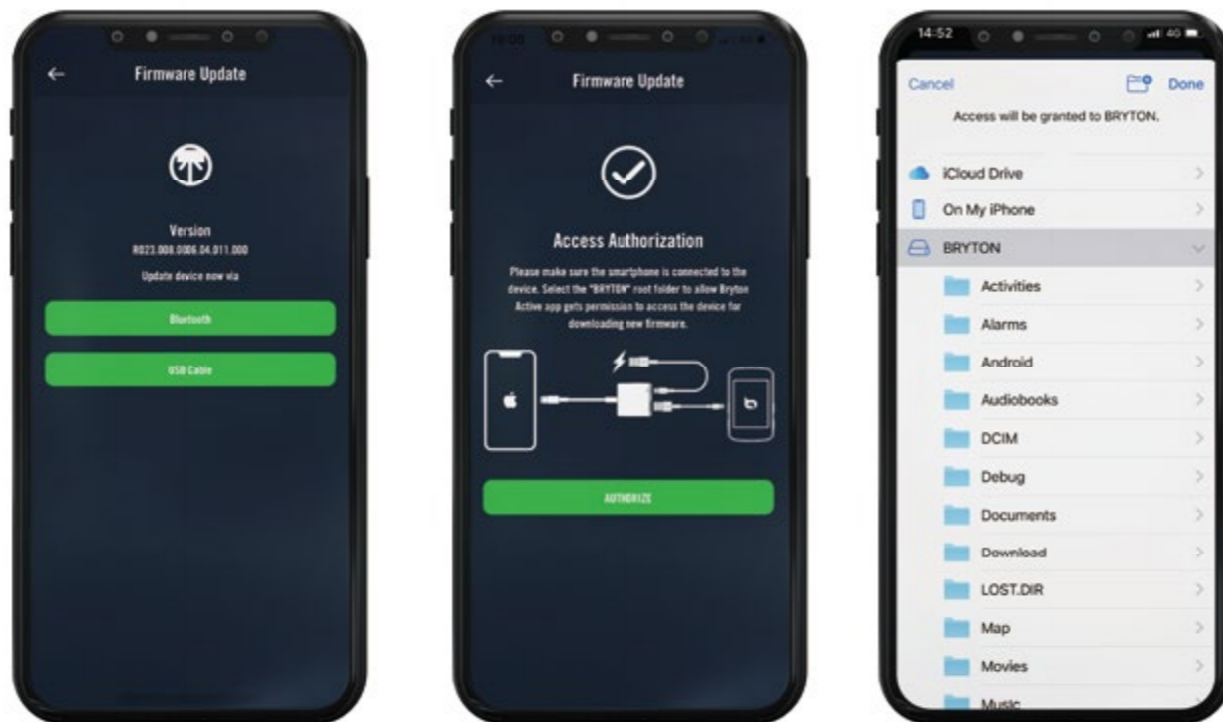 Firmware Update
Version
R023.008.0006.04.011.000
Update device now via
Bluetooth
USB Cable
Firmware Update
Access Authorization
Please make sure the smartphone is connected to the
device. Select the "BRYTON" root folder to allow Bryton
Active app gets permission to access the device for
downloading new firmware.
AUTHORIZE
14:52
4G
Cancel
Done
Access will be granted to BRYTON.
iCloud Drive
On My iPhone
BRYTON
Activities
Alarms
Android
Audiobooks
DCIM
Debug
Documents
Download
LOST.DIR
Map
Movies
Music